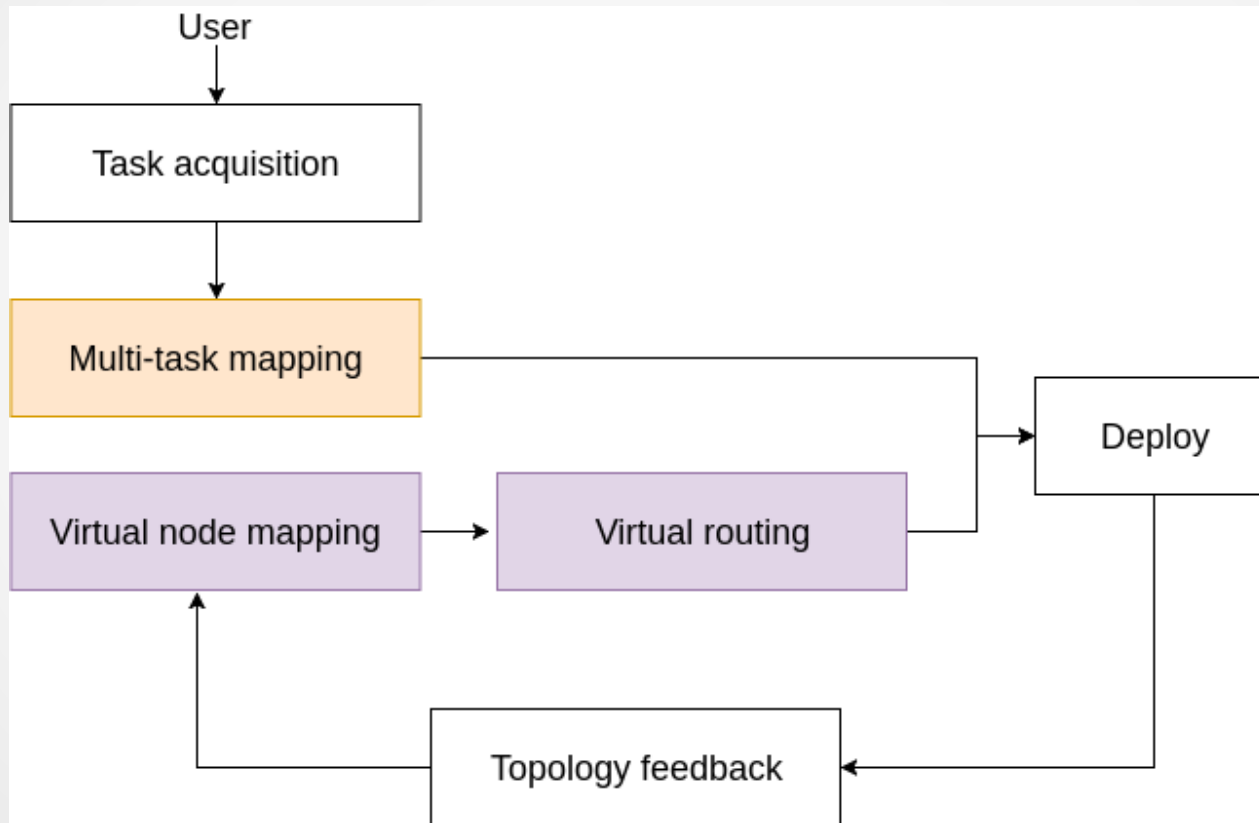 User
Task acquisition
Multi-task mapping
Deploy
Virtual node mapping
Virtual routing
Topology feedback